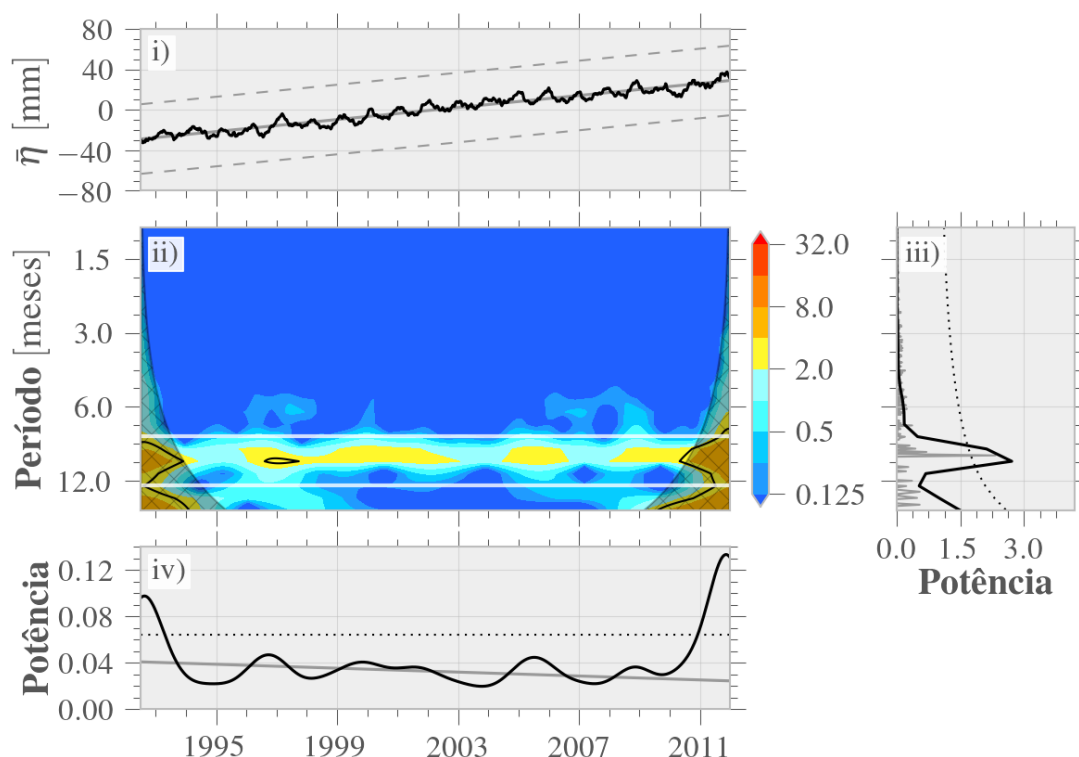 i)
80
40
0
−40
−80
η̄ [mm]
ii)
1.5
3.0
6.0
12.0
Período [meses]
32.0
8.0
2.0
0.5
0.125
iii)
0.0 1.5 3.0
Potência
iv)
0.12
0.08
0.04
0.00
Potência
1995 1999 2003 2007 2011